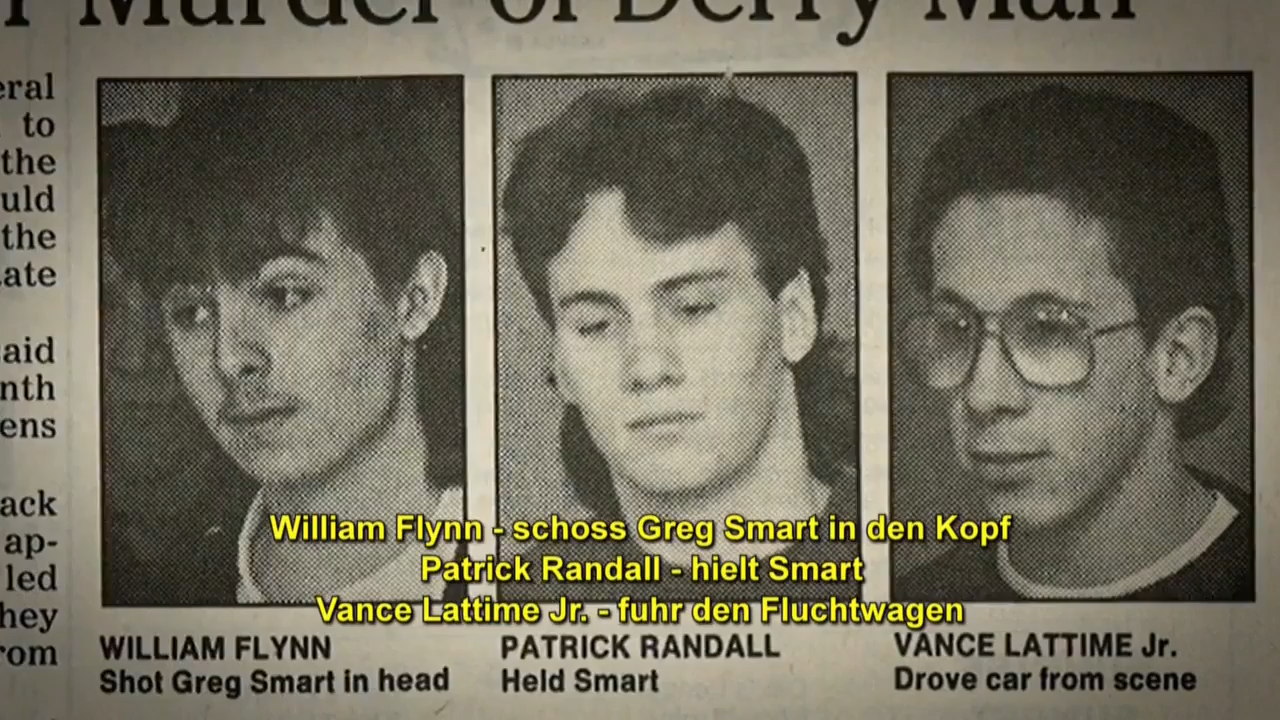 Murder of Derry Man
eral
to
the
uld
the
ate
aid
nth
ens
ack
ap-
led
hey
rom
William Flynn - schoss Greg Smart in den Kopf
Patrick Randall - hielt Smart
Vance Lattime Jr. - fuhr den Fluchtwagen
WILLIAM FLYNN
Shot Greg Smart in head
PATRICK RANDALL
Held Smart
VANCE LATTIME Jr.
Drove car from scene